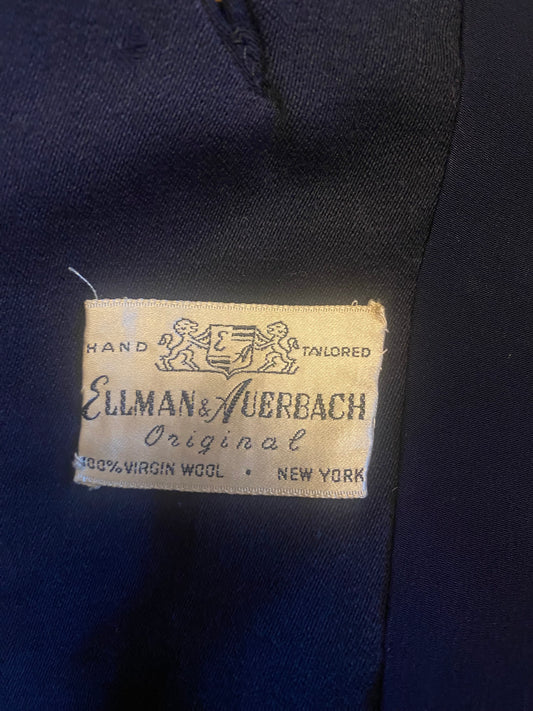 HAND TAILORED
E A
ELLMAN & AUERBACH
Original
100% VIRGIN WOOL • NEW YORK